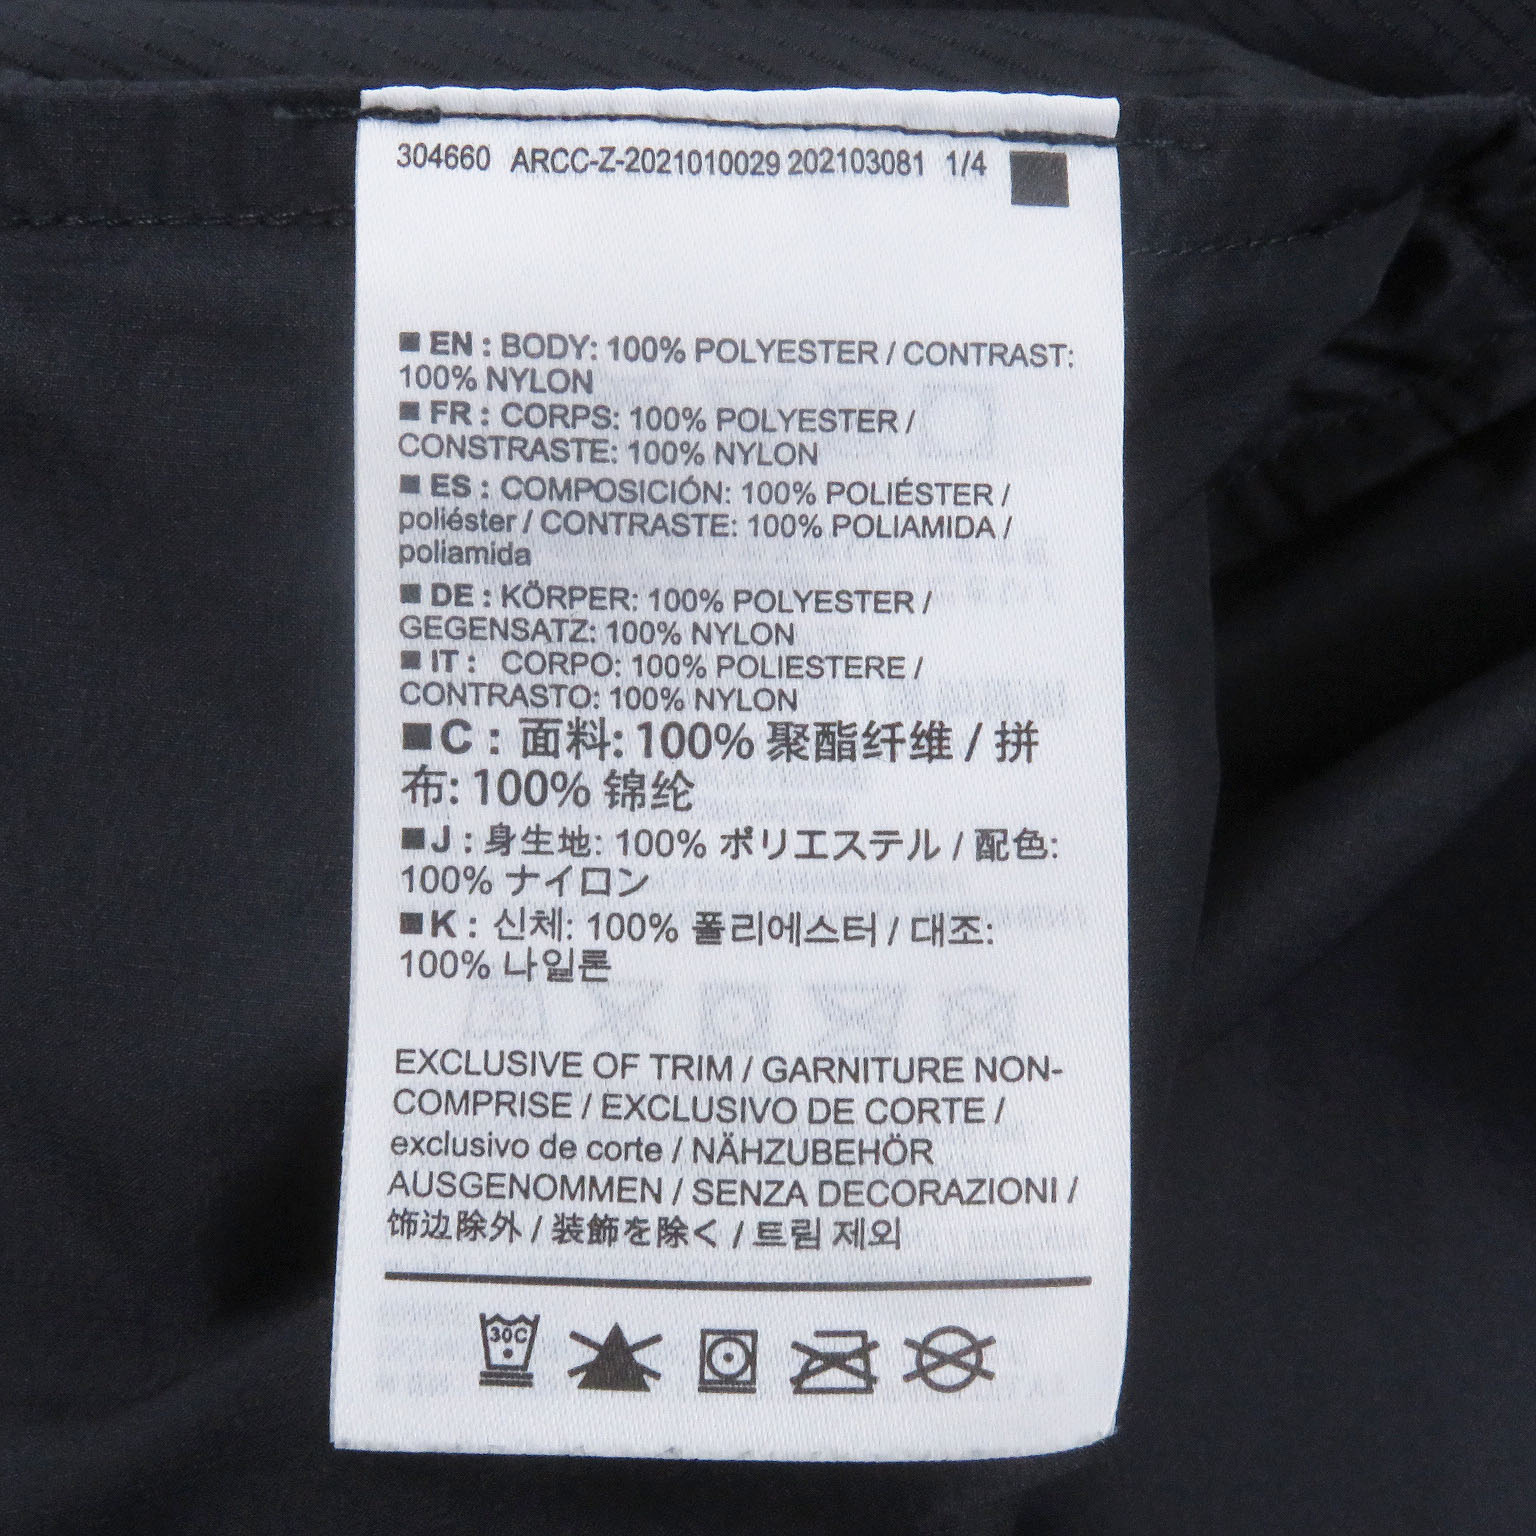 304660 ARCC-Z-2021010029 202103081 1/4
EN : BODY: 100% POLYESTER / CONTRAST:
100% NYLON
FR : CORPS: 100% POLYESTER /
CONSTRASTE: 100% NYLON
ES : COMPOSICIÓN: 100% POLIÉSTER /
poliéster / CONTRASTE: 100% POLIAMIDA /
poliamida
DE : KÖRPER: 100% POLYESTER /
GEGENSATZ: 100% NYLON
IT : CORPO: 100% POLIESTERE /
CONTRASTO: 100% NYLON
C : 面料: 100% 聚酯纤维 / 拼
布: 100% 锦纶
J : 身生地: 100% ポリエステル / 配色:
100% ナイロン
K : 신체: 100% 폴리에스터 / 대조:
100% 나일론
EXCLUSIVE OF TRIM / GARNITURE NON-
COMPRISE / EXCLUSIVO DE CORTE /
exclusivo de corte / NÄHZUBEHÖR
AUSGENOMMEN / SENZA DECORAZIONI /
饰边除外 / 装飾を除く / 트림 제외
30C